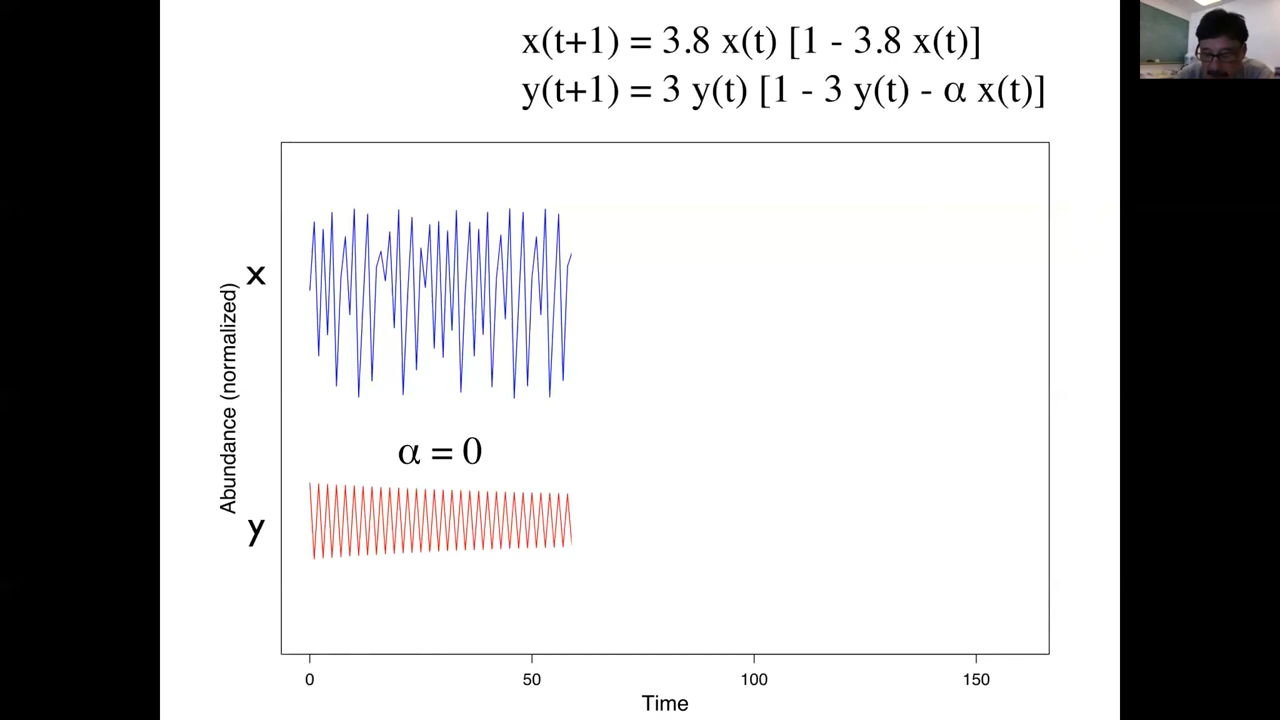 x(t+1) = 3.8 x(t) [1 - 3.8 x(t)]
y(t+1) = 3 y(t) [1 - 3 y(t) - α x(t)]
Abundance (normalized)
x
α = 0
y
0 50 100 150
Time